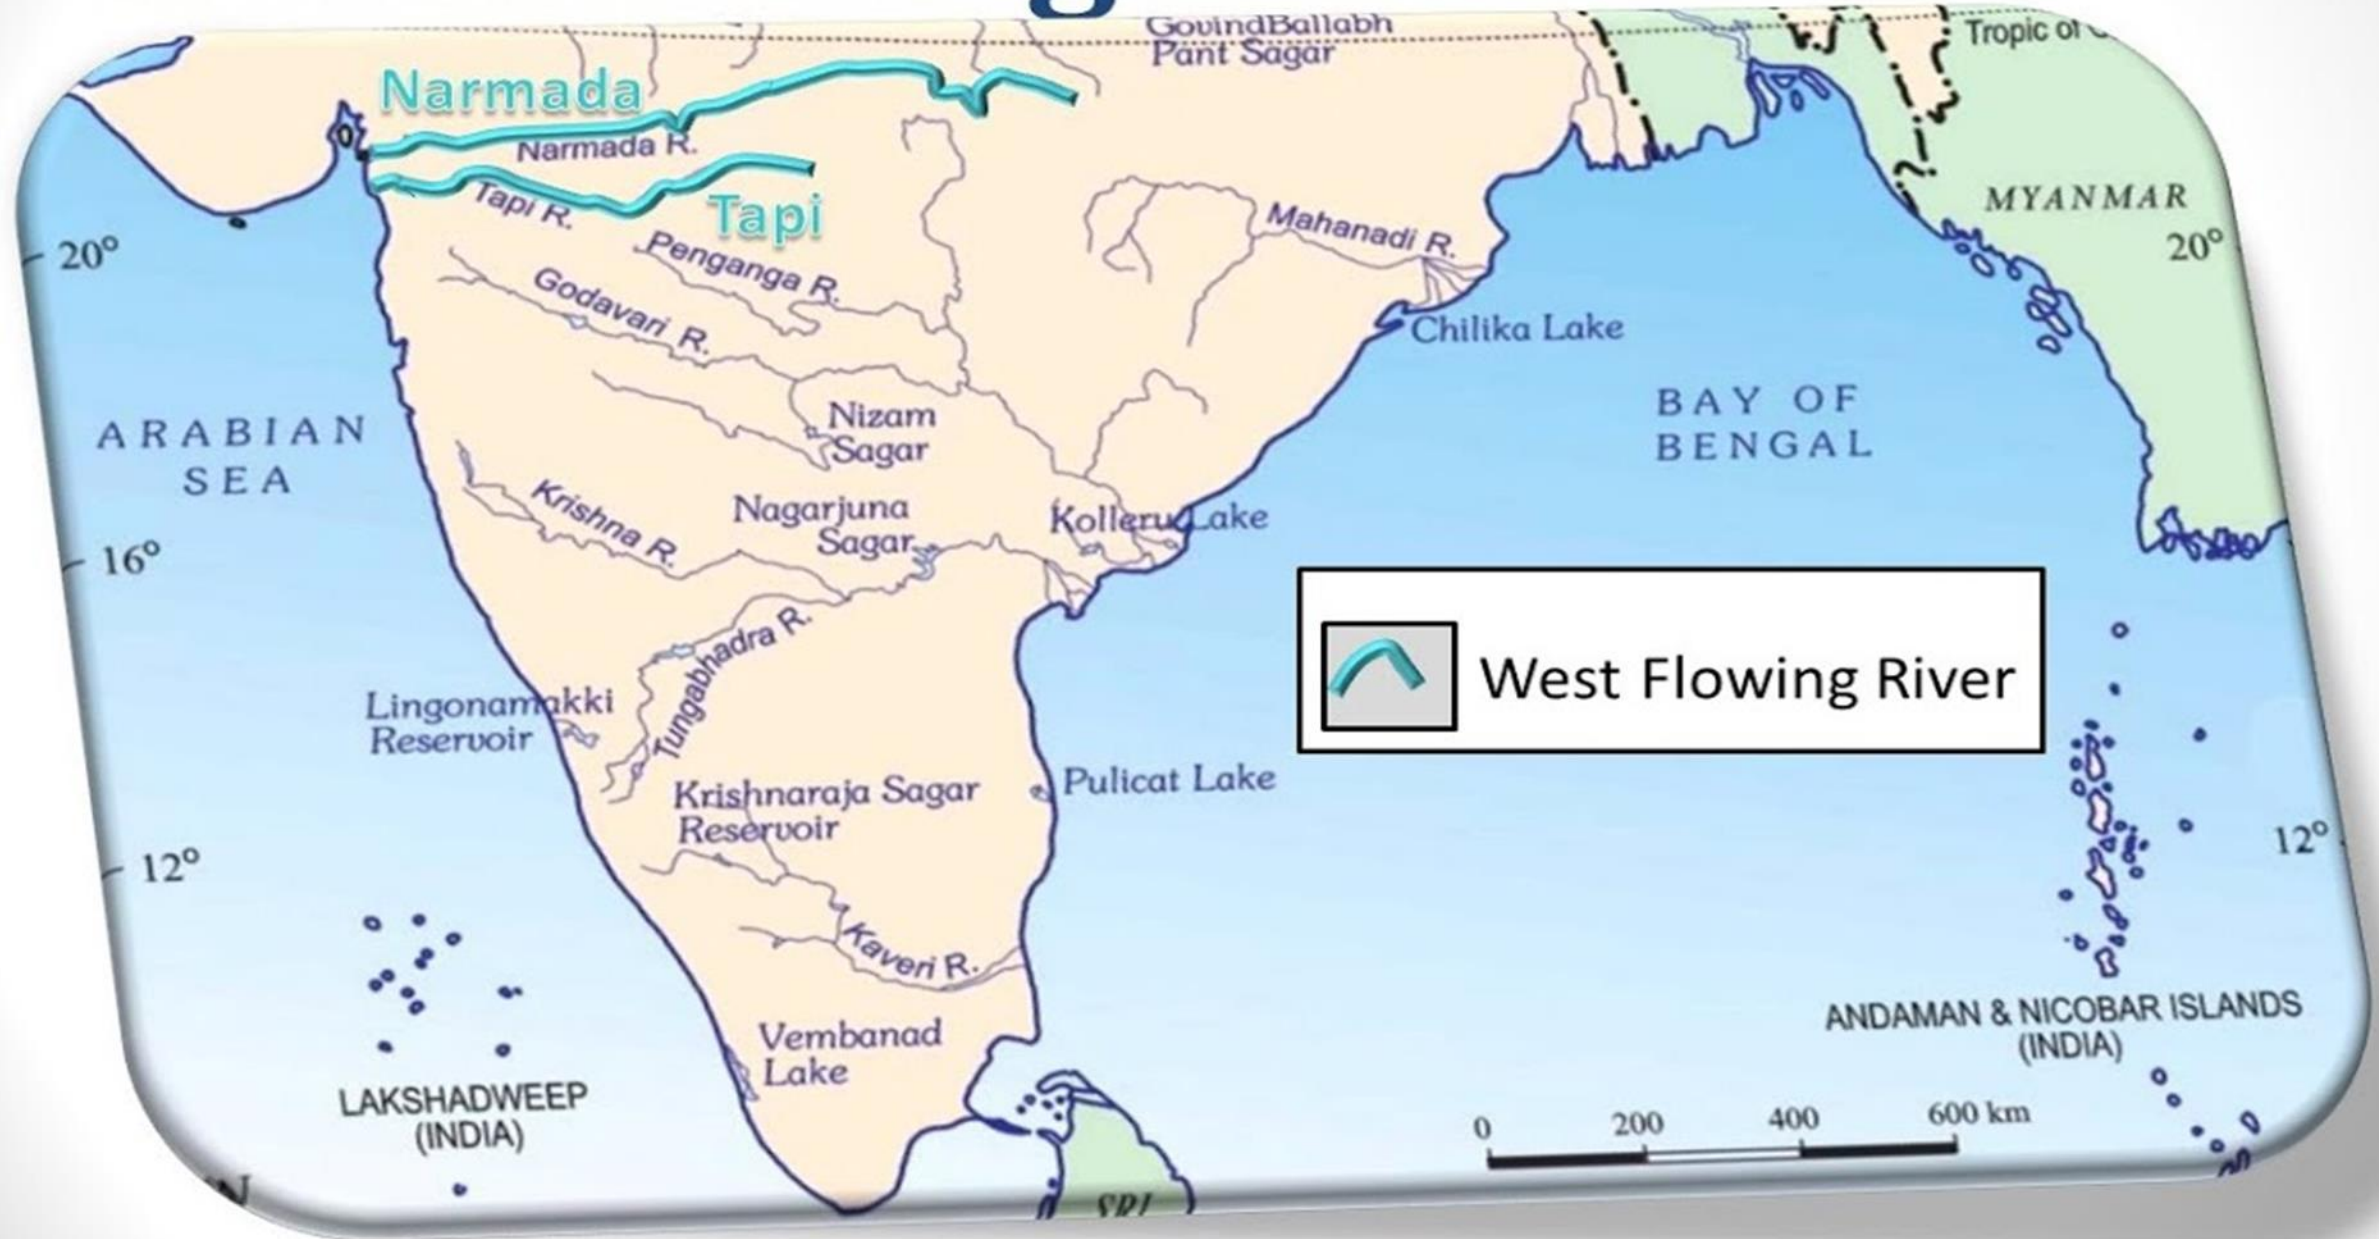 GovindBallabh
Pant Sagar
Tropic of
Narmada
Narmada R.
Tapi R.
Tapi
MYANMAR
20°
20°
Penganga R.
Mahanadi R.
Godavari R.
Chilika Lake
ARABIAN
SEA
BAY OF
BENGAL
Nizam
Sagar
Krishna R.
Nagarjuna
Sagar
Kolleru Lake
16°
Tungabhadra R.
West Flowing River
Lingonamakki
Reservoir
Krishnaraja Sagar
Reservoir
Pulicat Lake
12°
12°
Kaveri R.
Vembanad
Lake
ANDAMAN & NICOBAR ISLANDS
(INDIA)
LAKSHADWEEP
(INDIA)
0 200 400 600 km
SRI